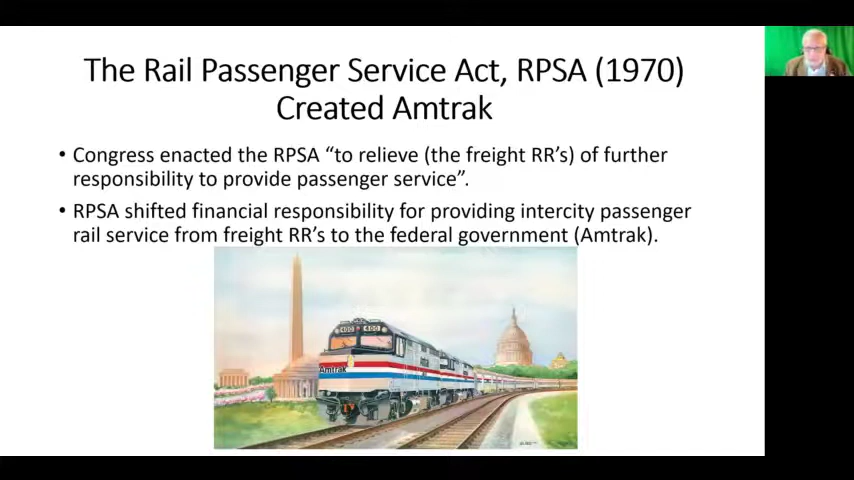 The Rail Passenger Service Act, RPSA (1970)
Created Amtrak
• Congress enacted the RPSA “to relieve (the freight RR’s) of further
responsibility to provide passenger service”.
• RPSA shifted financial responsibility for providing intercity passenger
rail service from freight RR’s to the federal government (Amtrak).
400 400
Amtrak